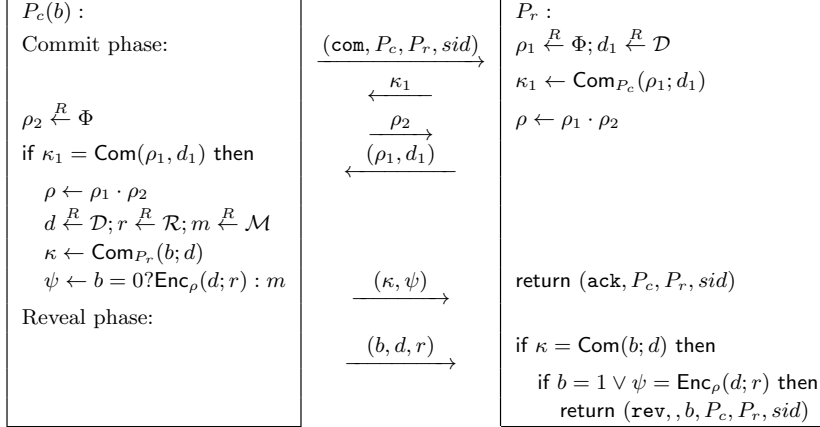 P_c(b) : P_r :
Commit phase: (com, P_c, P_r, sid) ρ_1 ←^R Φ; d_1 ←^R 𝒟
κ_1 κ_1 ← Com_{P_c}(ρ_1; d_1)
ρ_2 ←^R Φ ρ_2 ρ ← ρ_1 · ρ_2
if κ_1 = Com(ρ_1, d_1) then (ρ_1, d_1)
ρ ← ρ_1 · ρ_2
d ←^R 𝒟; r ←^R ℛ; m ←^R ℳ
κ ← Com_{P_r}(b; d)
ψ ← b = 0?Enc_ρ(d; r) : m (κ, ψ) return (ack, P_c, P_r, sid)
Reveal phase:
(b, d, r) if κ = Com(b; d) then
if b = 1 ∨ ψ = Enc_ρ(d; r) then
return (rev, , b, P_c, P_r, sid)